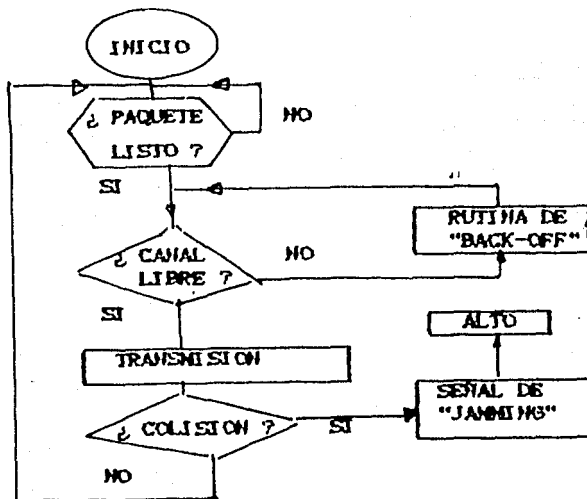 INICIO
¿ PAQUETE
LISTO ?
NO
SI
RUTINA DE
"BACK-OFF"
¿ CANAL
LIBRE ?
NO
SI
ALTO
TRANSMISION
SEÑAL DE
"JAMMING"
¿ COLISION ?
SI
NO